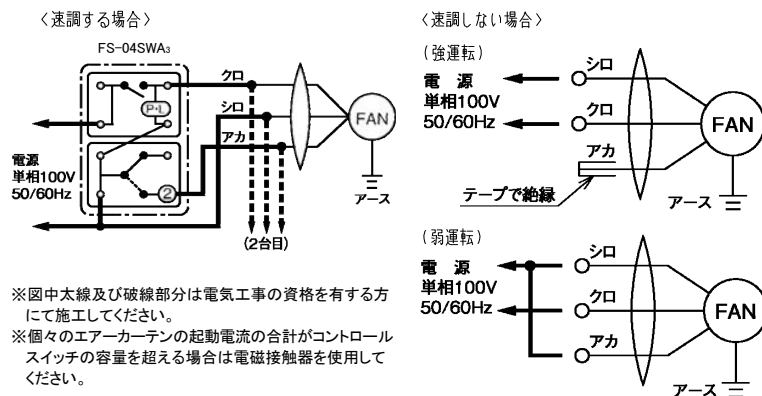 〈速調する場合〉
FS-04SWA₃
クロ
P・L
シロ
FAN
アカ
電源
単相100V
50/60Hz
②
アース
(2台目)
※図中太線及び破線部分は電気工事の資格を有する方
にて施工してください。
※個々のエアーカーテンの起動電流の合計がコントロール
スイッチの容量を超える場合は電磁接触器を使用して
ください。
〈速調しない場合〉
(強運転)
シロ
電 源
単相100V
50/60Hz
クロ
FAN
アカ
テープで絶縁
アース
(弱運転)
シロ
電 源
単相100V
50/60Hz
クロ
FAN
アカ
アース